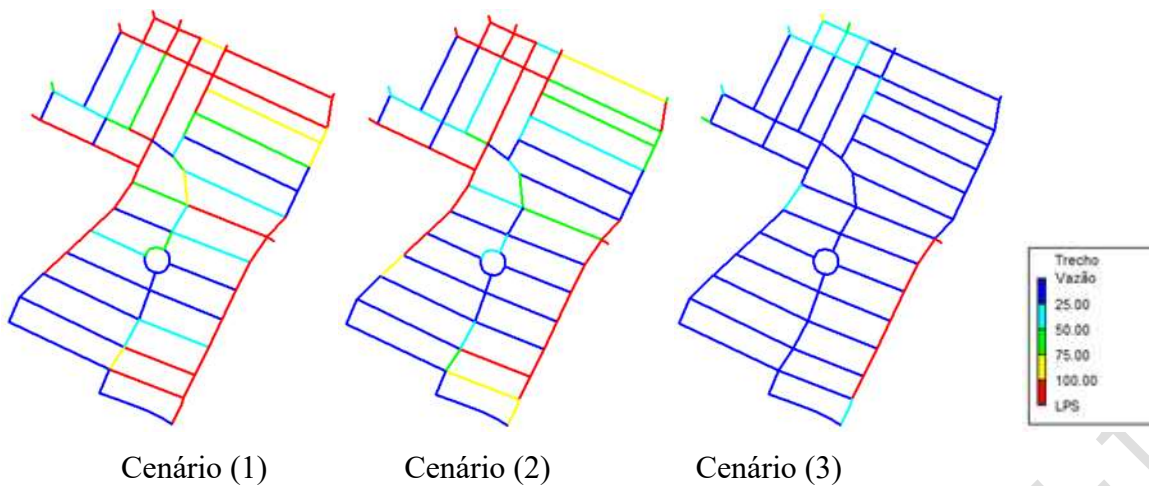 Trecho
Vazão
25.00
50.00
75.00
100.00
LPS
Cenário (1)
Cenário (2)
Cenário (3)